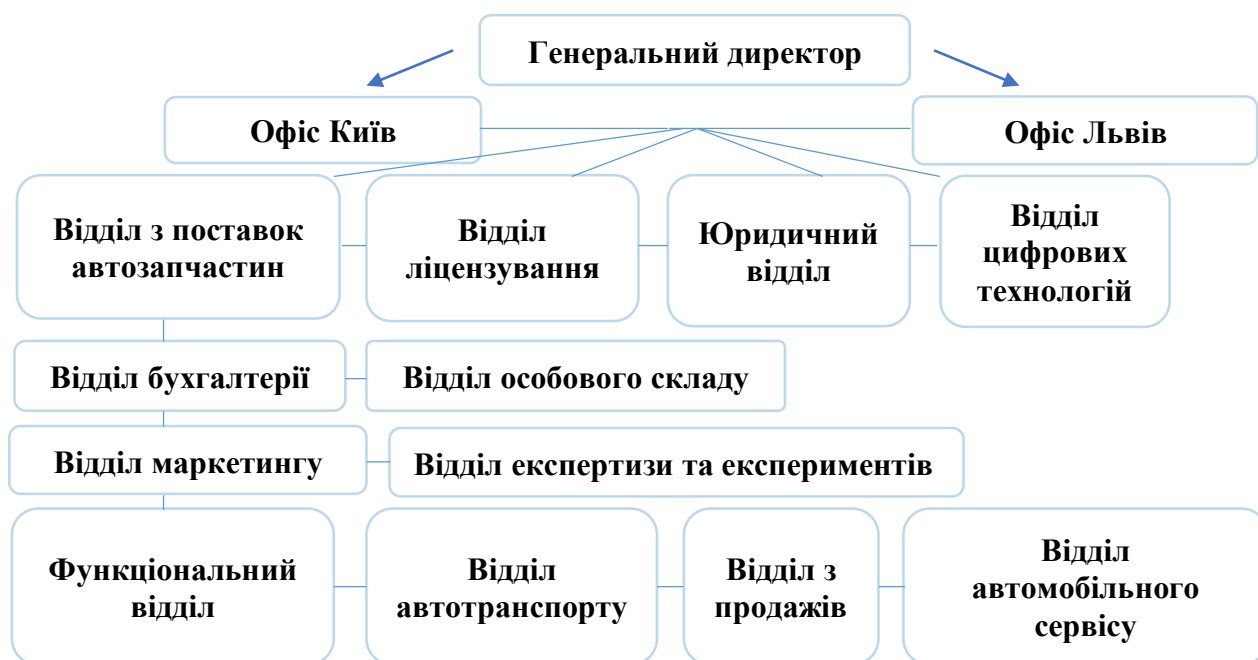 Генеральний директор
Офіс Київ
Офіс Львів
Відділ з поставок
автозапчастин
Відділ
ліцензування
Юридичний
відділ
Відділ
цифрових
технологій
Відділ бухгалтерії
Відділ особового складу
Відділ маркетингу
Відділ експертизи та експериментів
Функціональний
відділ
Відділ
автотранспорту
Відділ з
продажів
Відділ
автомобільного
сервісу